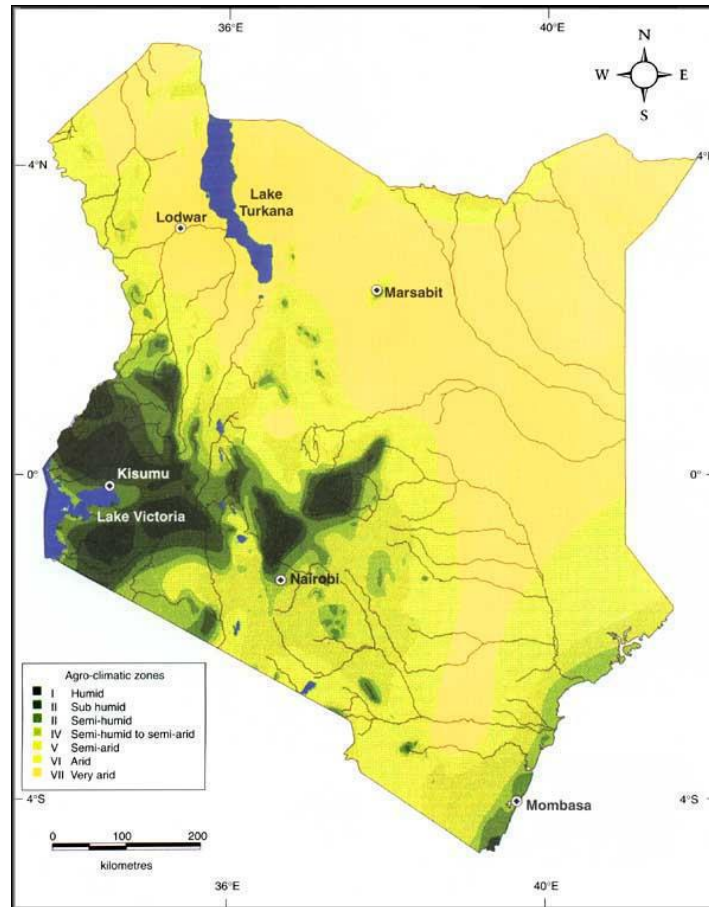 36°E
40°E
N
W
E
S
4°N
4°N
Lake
Turkana
Lodwar
Marsabit
0°
0°
Kisumu
Lake Victoria
Nairobi
Agro-climatic zones
I Humid
II Sub humid
II Semi-humid
IV Semi-humid to semi-arid
V Semi-arid
VI Arid
VII Very arid
4°S
4°S
Mombasa
0 100 200
kilometres
36°E
40°E